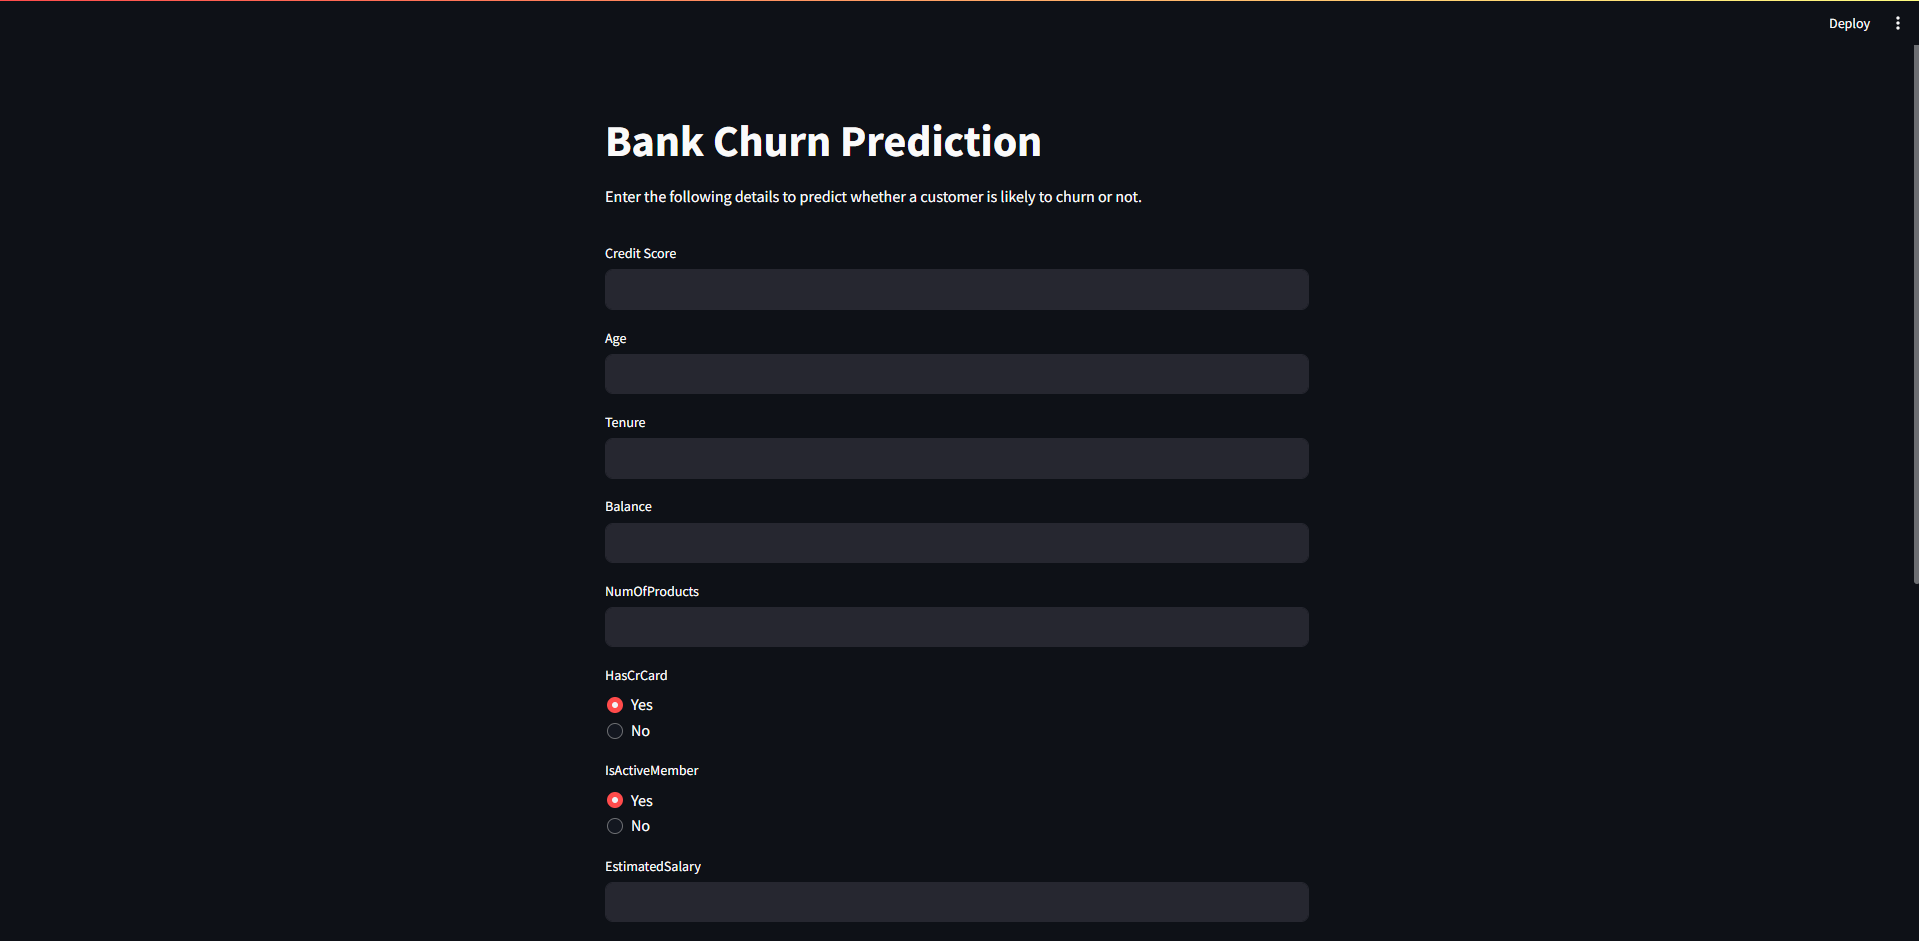 Deploy
Bank Churn Prediction
Enter the following details to predict whether a customer is likely to churn or not.
Credit Score
Age
Tenure
Balance
NumOfProducts
HasCrCard
Yes
No
IsActiveMember
Yes
No
EstimatedSalary